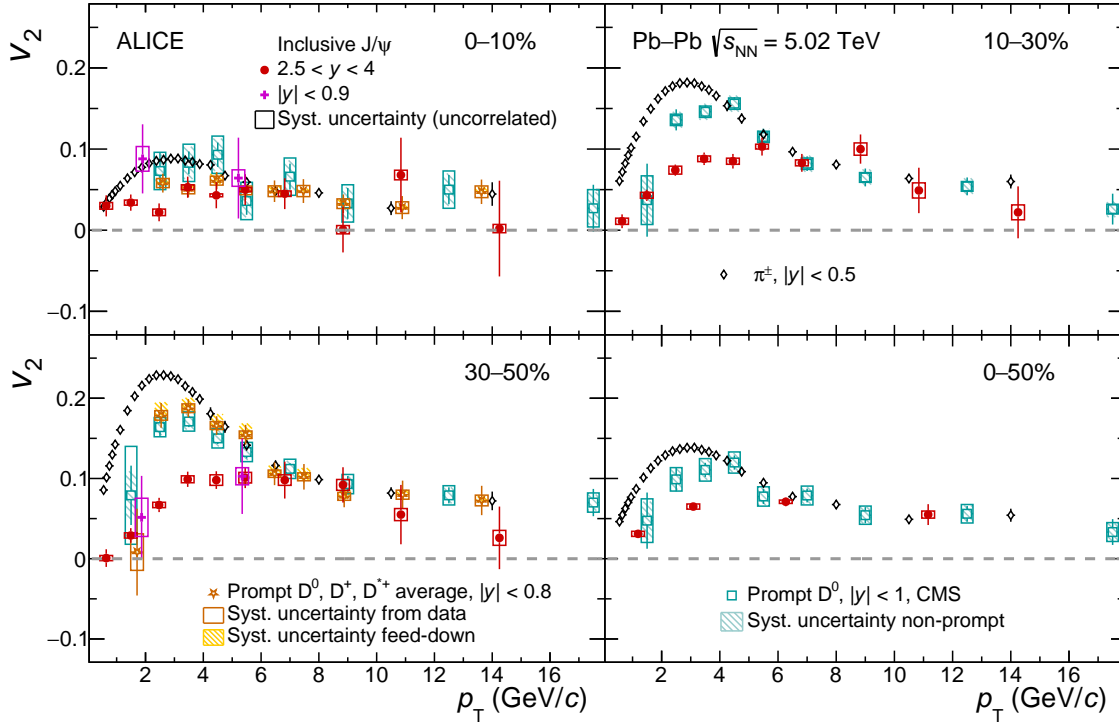 v2
ALICE
Inclusive J/ψ
0–10%
2.5 < y < 4
|y| < 0.9
Syst. uncertainty (uncorrelated)
0.2
0.1
0
−0.1
Pb–Pb √sNN = 5.02 TeV
10–30%
π±, |y| < 0.5
v2
30–50%
0.2
0.1
0
−0.1
Prompt D0, D+, D*+ average, |y| < 0.8
Syst. uncertainty from data
Syst. uncertainty feed-down
2 4 6 8 10 12 14 16
pT (GeV/c)
0–50%
Prompt D0, |y| < 1, CMS
Syst. uncertainty non-prompt
2 4 6 8 10 12 14 16
pT (GeV/c)